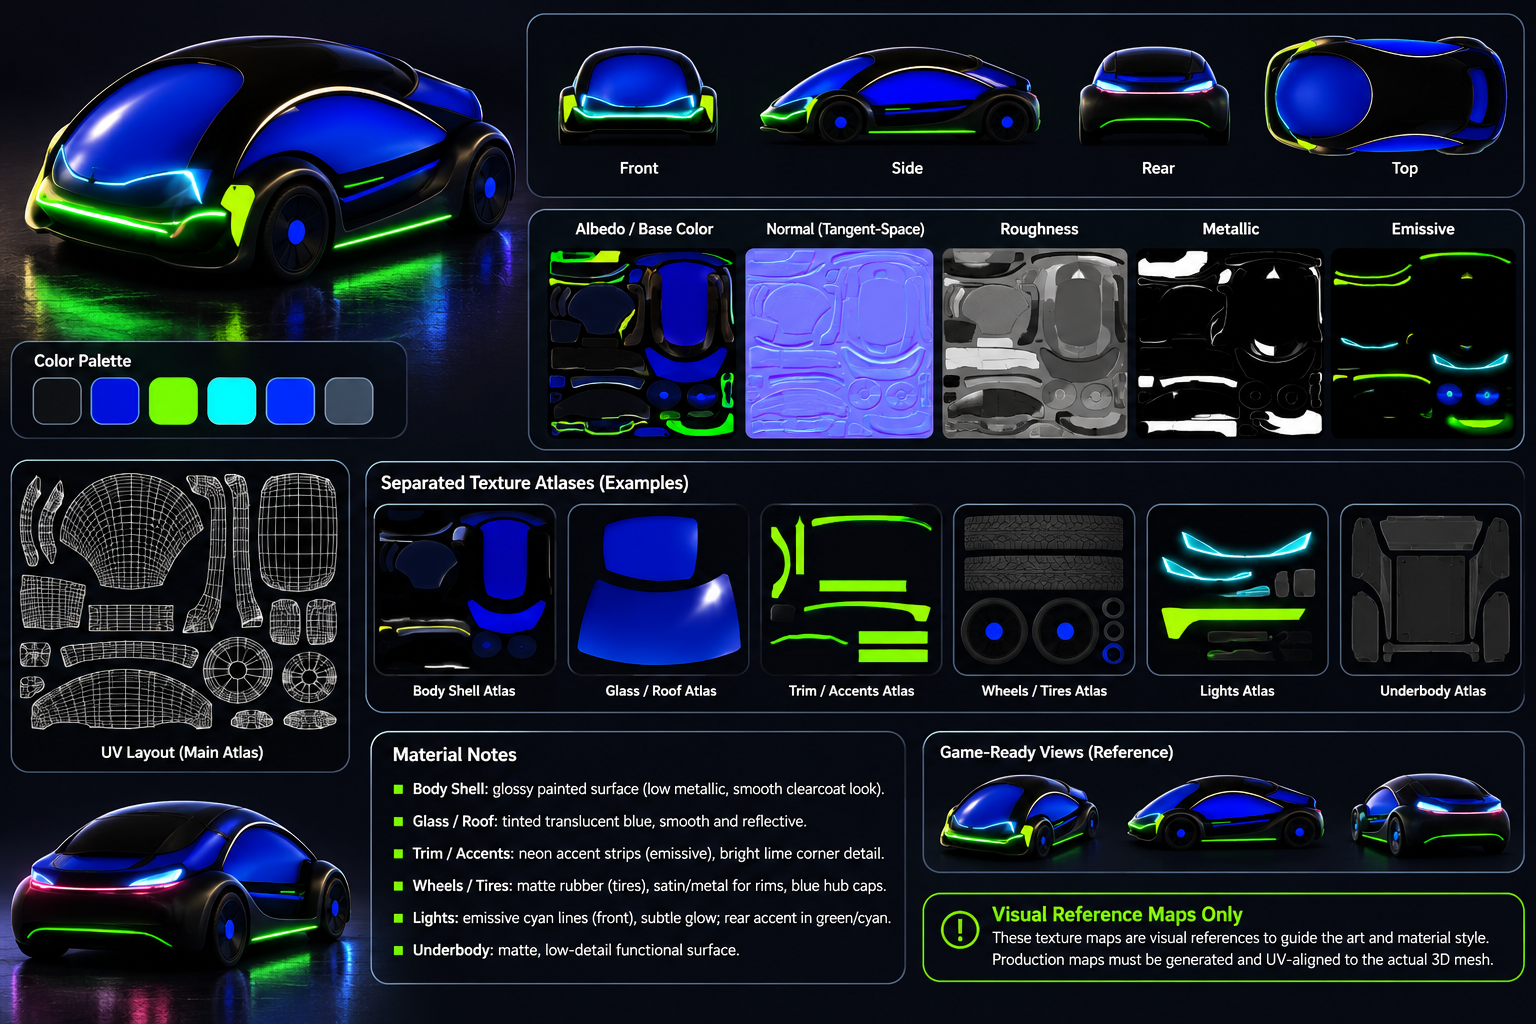 Front
Side
Rear
Top
Albedo / Base Color
Normal (Tangent-Space)
Roughness
Metallic
Emissive
Color Palette
Separated Texture Atlases (Examples)
Body Shell Atlas
Glass / Roof Atlas
Trim / Accents Atlas
Wheels / Tires Atlas
Lights Atlas
Underbody Atlas
UV Layout (Main Atlas)
Material Notes
Body Shell: glossy painted surface (low metallic, smooth clearcoat look).
Glass / Roof: tinted translucent blue, smooth and reflective.
Trim / Accents: neon accent strips (emissive), bright lime corner detail.
Wheels / Tires: matte rubber (tires), satin/metal for rims, blue hub caps.
Lights: emissive cyan lines (front), subtle glow; rear accent in green/cyan.
Underbody: matte, low-detail functional surface.
Game-Ready Views (Reference)
Visual Reference Maps Only
These texture maps are visual references to guide the art and material style.
Production maps must be generated and UV-aligned to the actual 3D mesh.